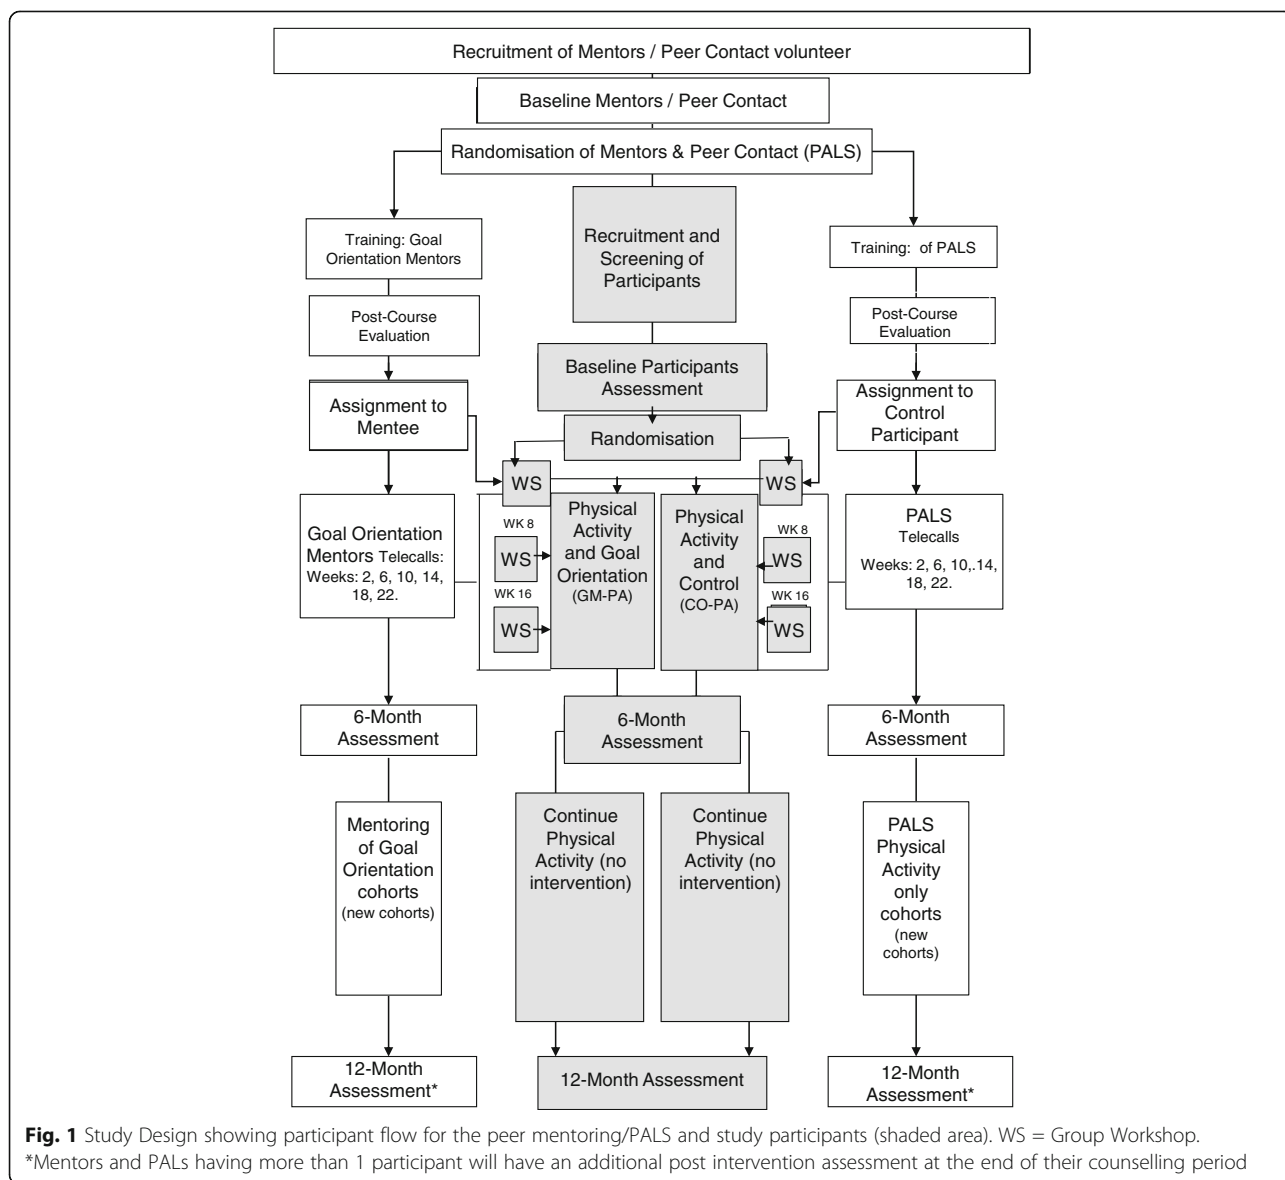 Recruitment of Mentors / Peer Contact volunteer
Baseline Mentors / Peer Contact
Randomisation of Mentors & Peer Contact (PALS)
Training: Goal
Orientation Mentors
Recruitment and
Screening of
Participants
Training:  of PALS
Post-Course
Evaluation
Post-Course
Evaluation
Baseline Participants
Assessment
Assignment to
Mentee
Assignment to
Control
Participant
Randomisation
WS
WS
Goal Orientation
Mentors Telecalls:
Weeks: 2, 6, 10, 14,
18, 22.
WK 8
WS
WK 16
WS
Physical
Activity
and Goal
Orientation
(GM-PA)
Physical
Activity
and
Control
(CO-PA)
WK 8
WS
WK 16
WS
PALS
Telecalls
Weeks: 2, 6, 10,.14,
18, 22.
6-Month
Assessment
6-Month
Assessment
6-Month
Assessment
Mentoring
of Goal
Orientation
cohorts
(new cohorts)
Continue
Physical
Activity (no
intervention)
Continue
Physical
Activity (no
intervention)
PALS
Physical
Activity
only
cohorts
(new
cohorts)
12-Month
Assessment*
12-Month Assessment
12-Month
Assessment*
Fig. 1 Study Design showing participant flow for the peer mentoring/PALS and study participants (shaded area). WS = Group Workshop.
*Mentors and PALs having more than 1 participant will have an additional post intervention assessment at the end of their counselling period